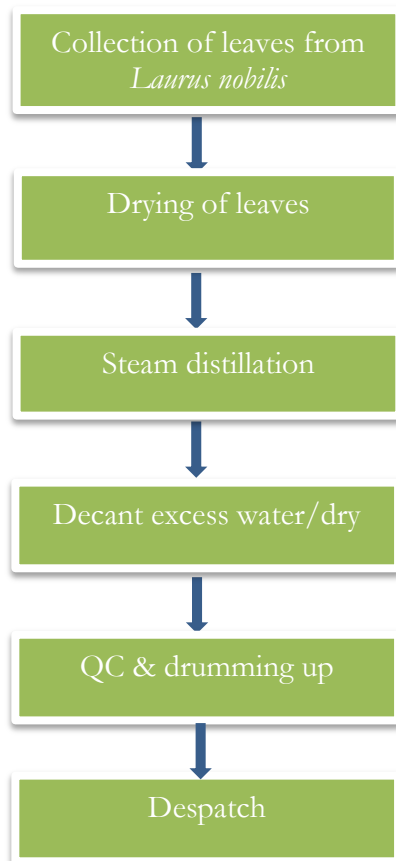 Collection of leaves from
Laurus nobilis
Drying of leaves
Steam distillation
Decant excess water/dry
QC & drumming up
Despatch